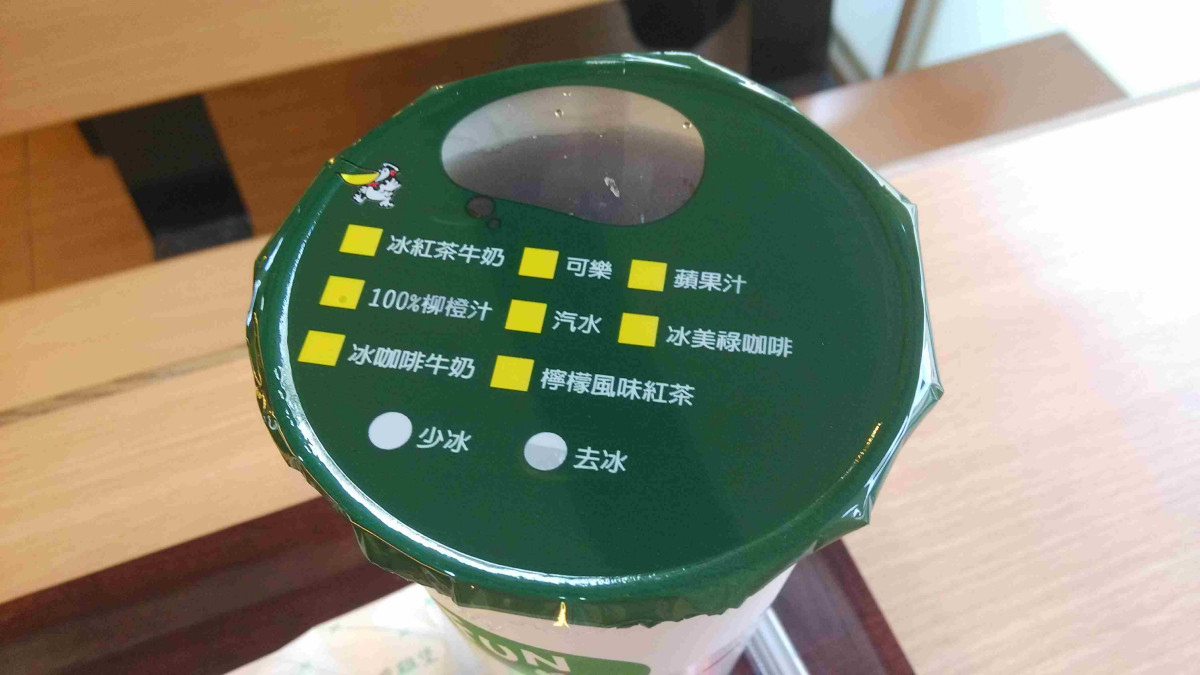 冰紅茶牛奶 可樂 蘋果汁
100%柳橙汁 汽水 冰美祿咖啡
冰咖啡牛奶 檸檬風味紅茶
少冰 去冰
FUN